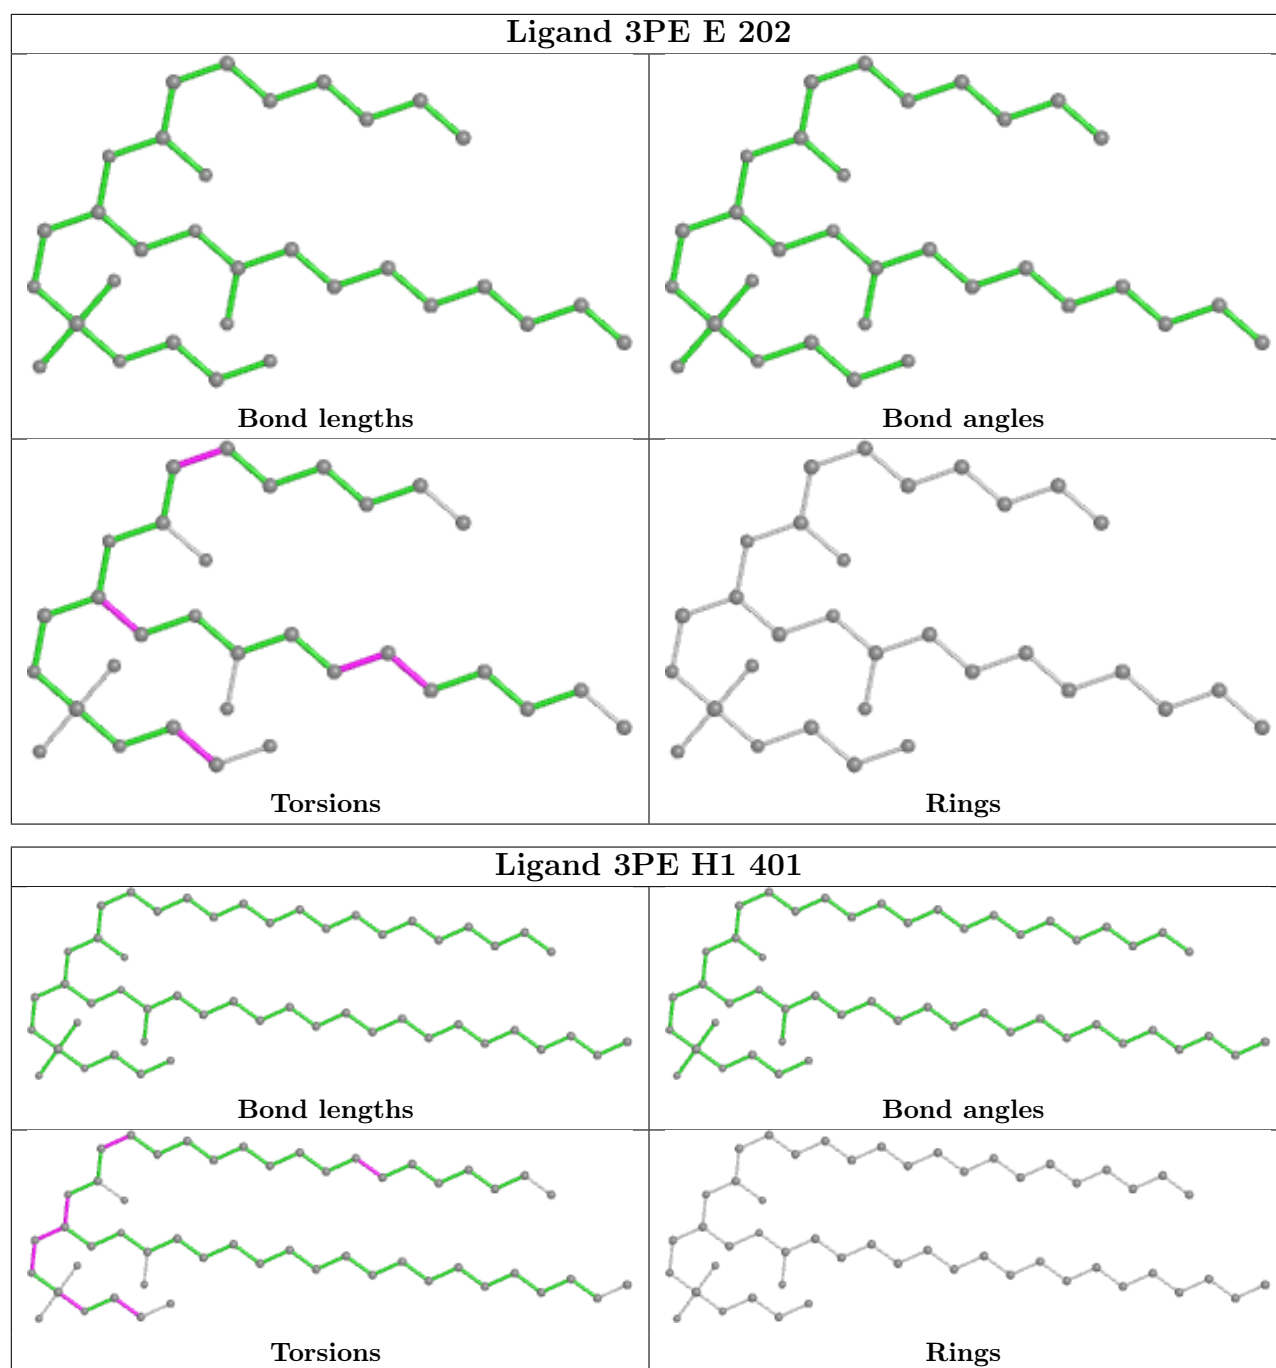 Ligand 3PE E 202
Bond lengths
Bond angles
Torsions
Rings
Ligand 3PE H1 401
Bond lengths
Bond angles
Torsions
Rings